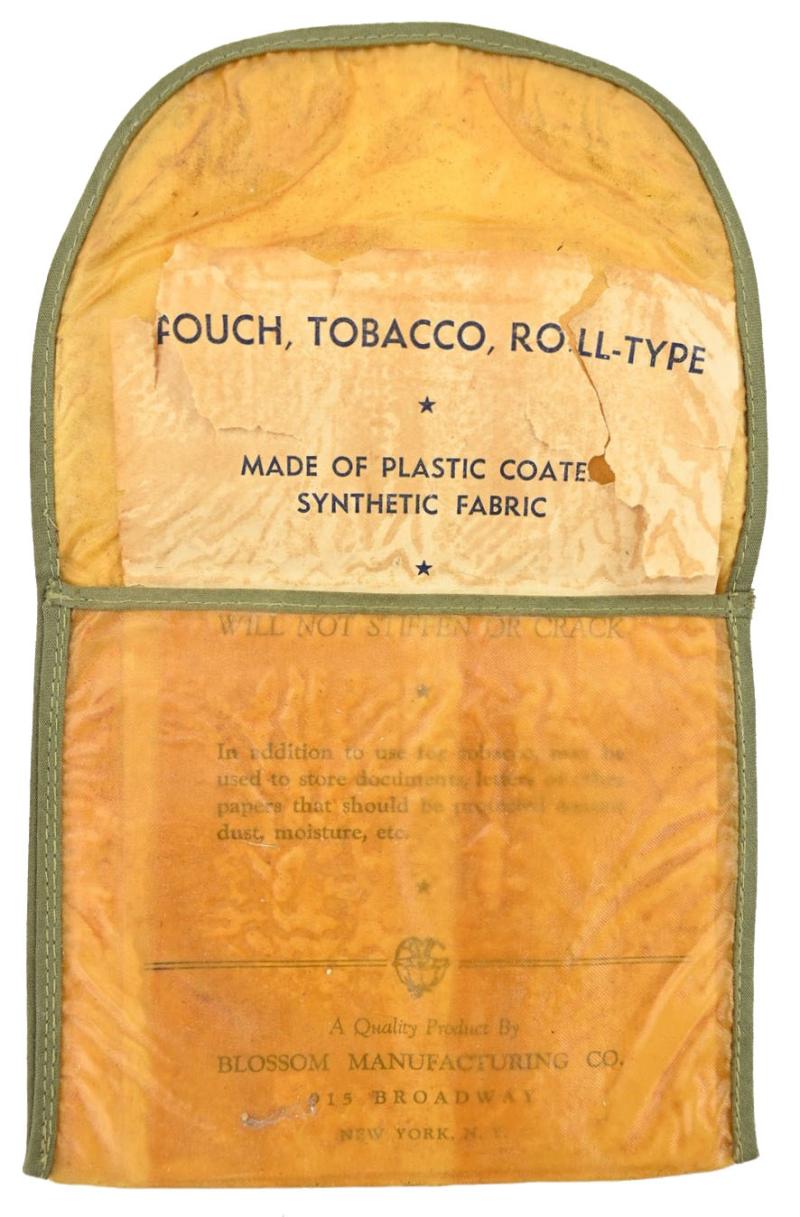 POUCH, TOBACCO, ROLL-TYPE
★
MADE OF PLASTIC COATED
SYNTHETIC FABRIC
★
WILL NOT STIFFEN OR CRACK
★
In addition to use for tobacco, may be
used to store documents, letters or other
papers that should be protected against
dust, moisture, etc.
★
A Quality Product By
BLOSSOM MANUFACTURING CO.
915 BROADWAY
NEW YORK, N. Y.